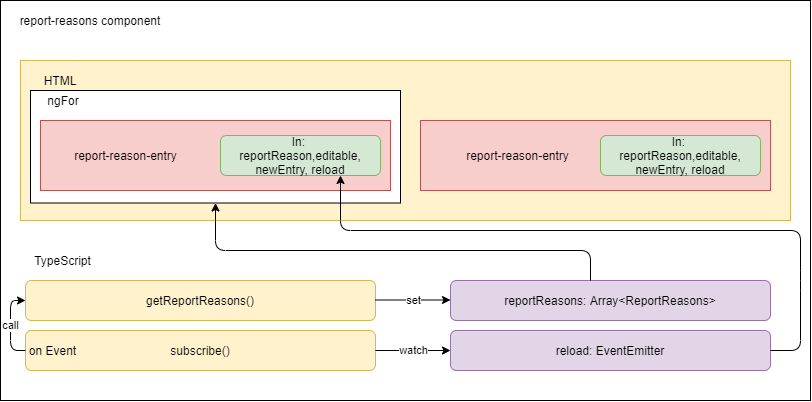 report-reasons component
HTML
ngFor
report-reason-entry
In:
reportReason,editable,
newEntry, reload
report-reason-entry
In:
reportReason,editable,
newEntry, reload
TypeScript
getReportReasons()
set
reportReasons: Array<ReportReasons>
call
on Event
subscribe()
watch
reload: EventEmitter